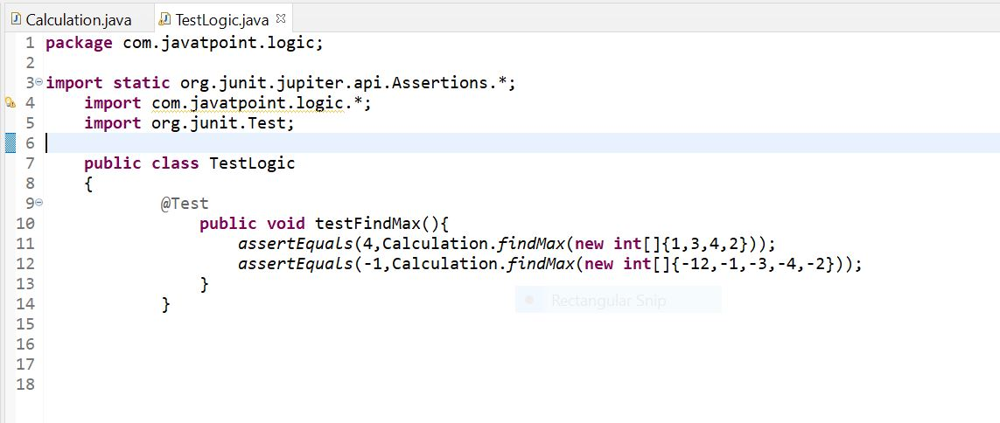 Calculation.java TestLogic.java
1 package com.javatpoint.logic;
2
3 import static org.junit.jupiter.api.Assertions.*;
4 import com.javatpoint.logic.*;
5 import org.junit.Test;
6
7 public class TestLogic
8 {
9 @Test
10 public void testFindMax(){
11 assertEquals(4,Calculation.findMax(new int[]{1,3,4,2}));
12 assertEquals(-1,Calculation.findMax(new int[]{-12,-1,-3,-4,-2}));
13 }
Rectangular Snip
14 }
15
16
17
18